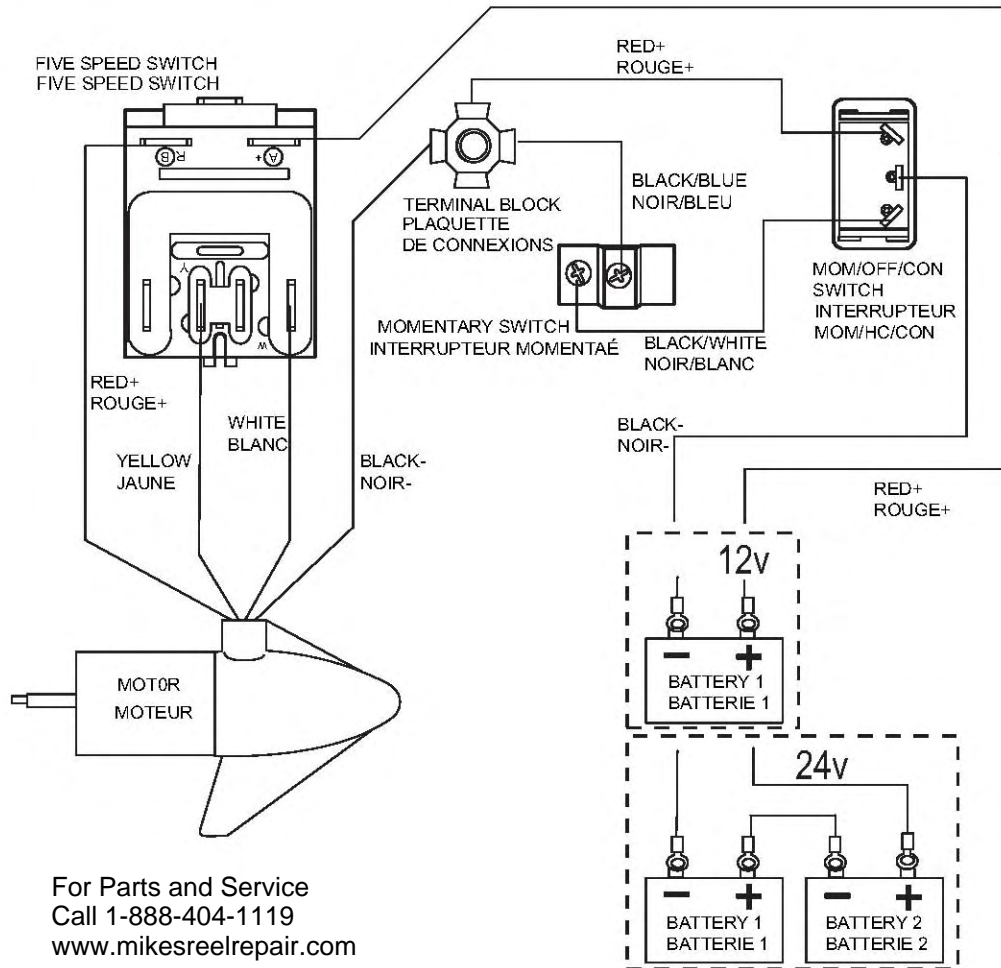 FIVE SPEED SWITCH
FIVE SPEED SWITCH
RED+
ROUGE+
B R
A +
TERMINAL BLOCK
PLAQUETTE
DE CONNEXIONS
BLACK/BLUE
NOIR/BLEU
Y
W
MOMENTARY SWITCH
INTERRUPTEUR MOMENTAÉ
BLACK/WHITE
NOIR/BLANC
MOM/OFF/CON
SWITCH
INTERRUPTEUR
MOM/HC/CON
RED+
ROUGE+
YELLOW
JAUNE
WHITE
BLANC
BLACK-
NOIR-
BLACK-
NOIR-
RED+
ROUGE+
12v
- +
BATTERY 1
BATTERIE 1
MOT0R
MOTEUR
24v
- +
BATTERY 1
BATTERIE 1
- +
BATTERY 2
BATTERIE 2
For Parts and Service
Call 1-888-404-1119
www.mikesreelrepair.com